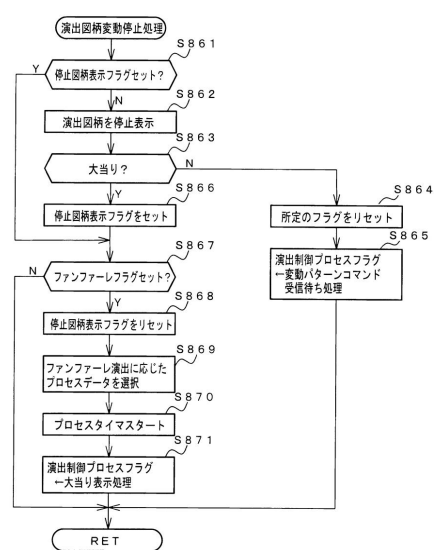 演出図柄変動停止処理
S861
Y
停止図柄表示フラグセット?
N
S862
演出図柄を停止表示
S863
大当り?
N
Y
S866
停止図柄表示フラグをセット
S864
所定のフラグをリセット
S865
演出制御プロセスフラグ
←変動パターンコマンド
受信待ち処理
S867
N
ファンファーレフラグセット?
Y
S868
停止図柄表示フラグをリセット
S869
ファンファーレ演出に応じた
プロセスデータを選択
S870
プロセスタイマスタート
S871
演出制御プロセスフラグ
←大当り表示処理
RET